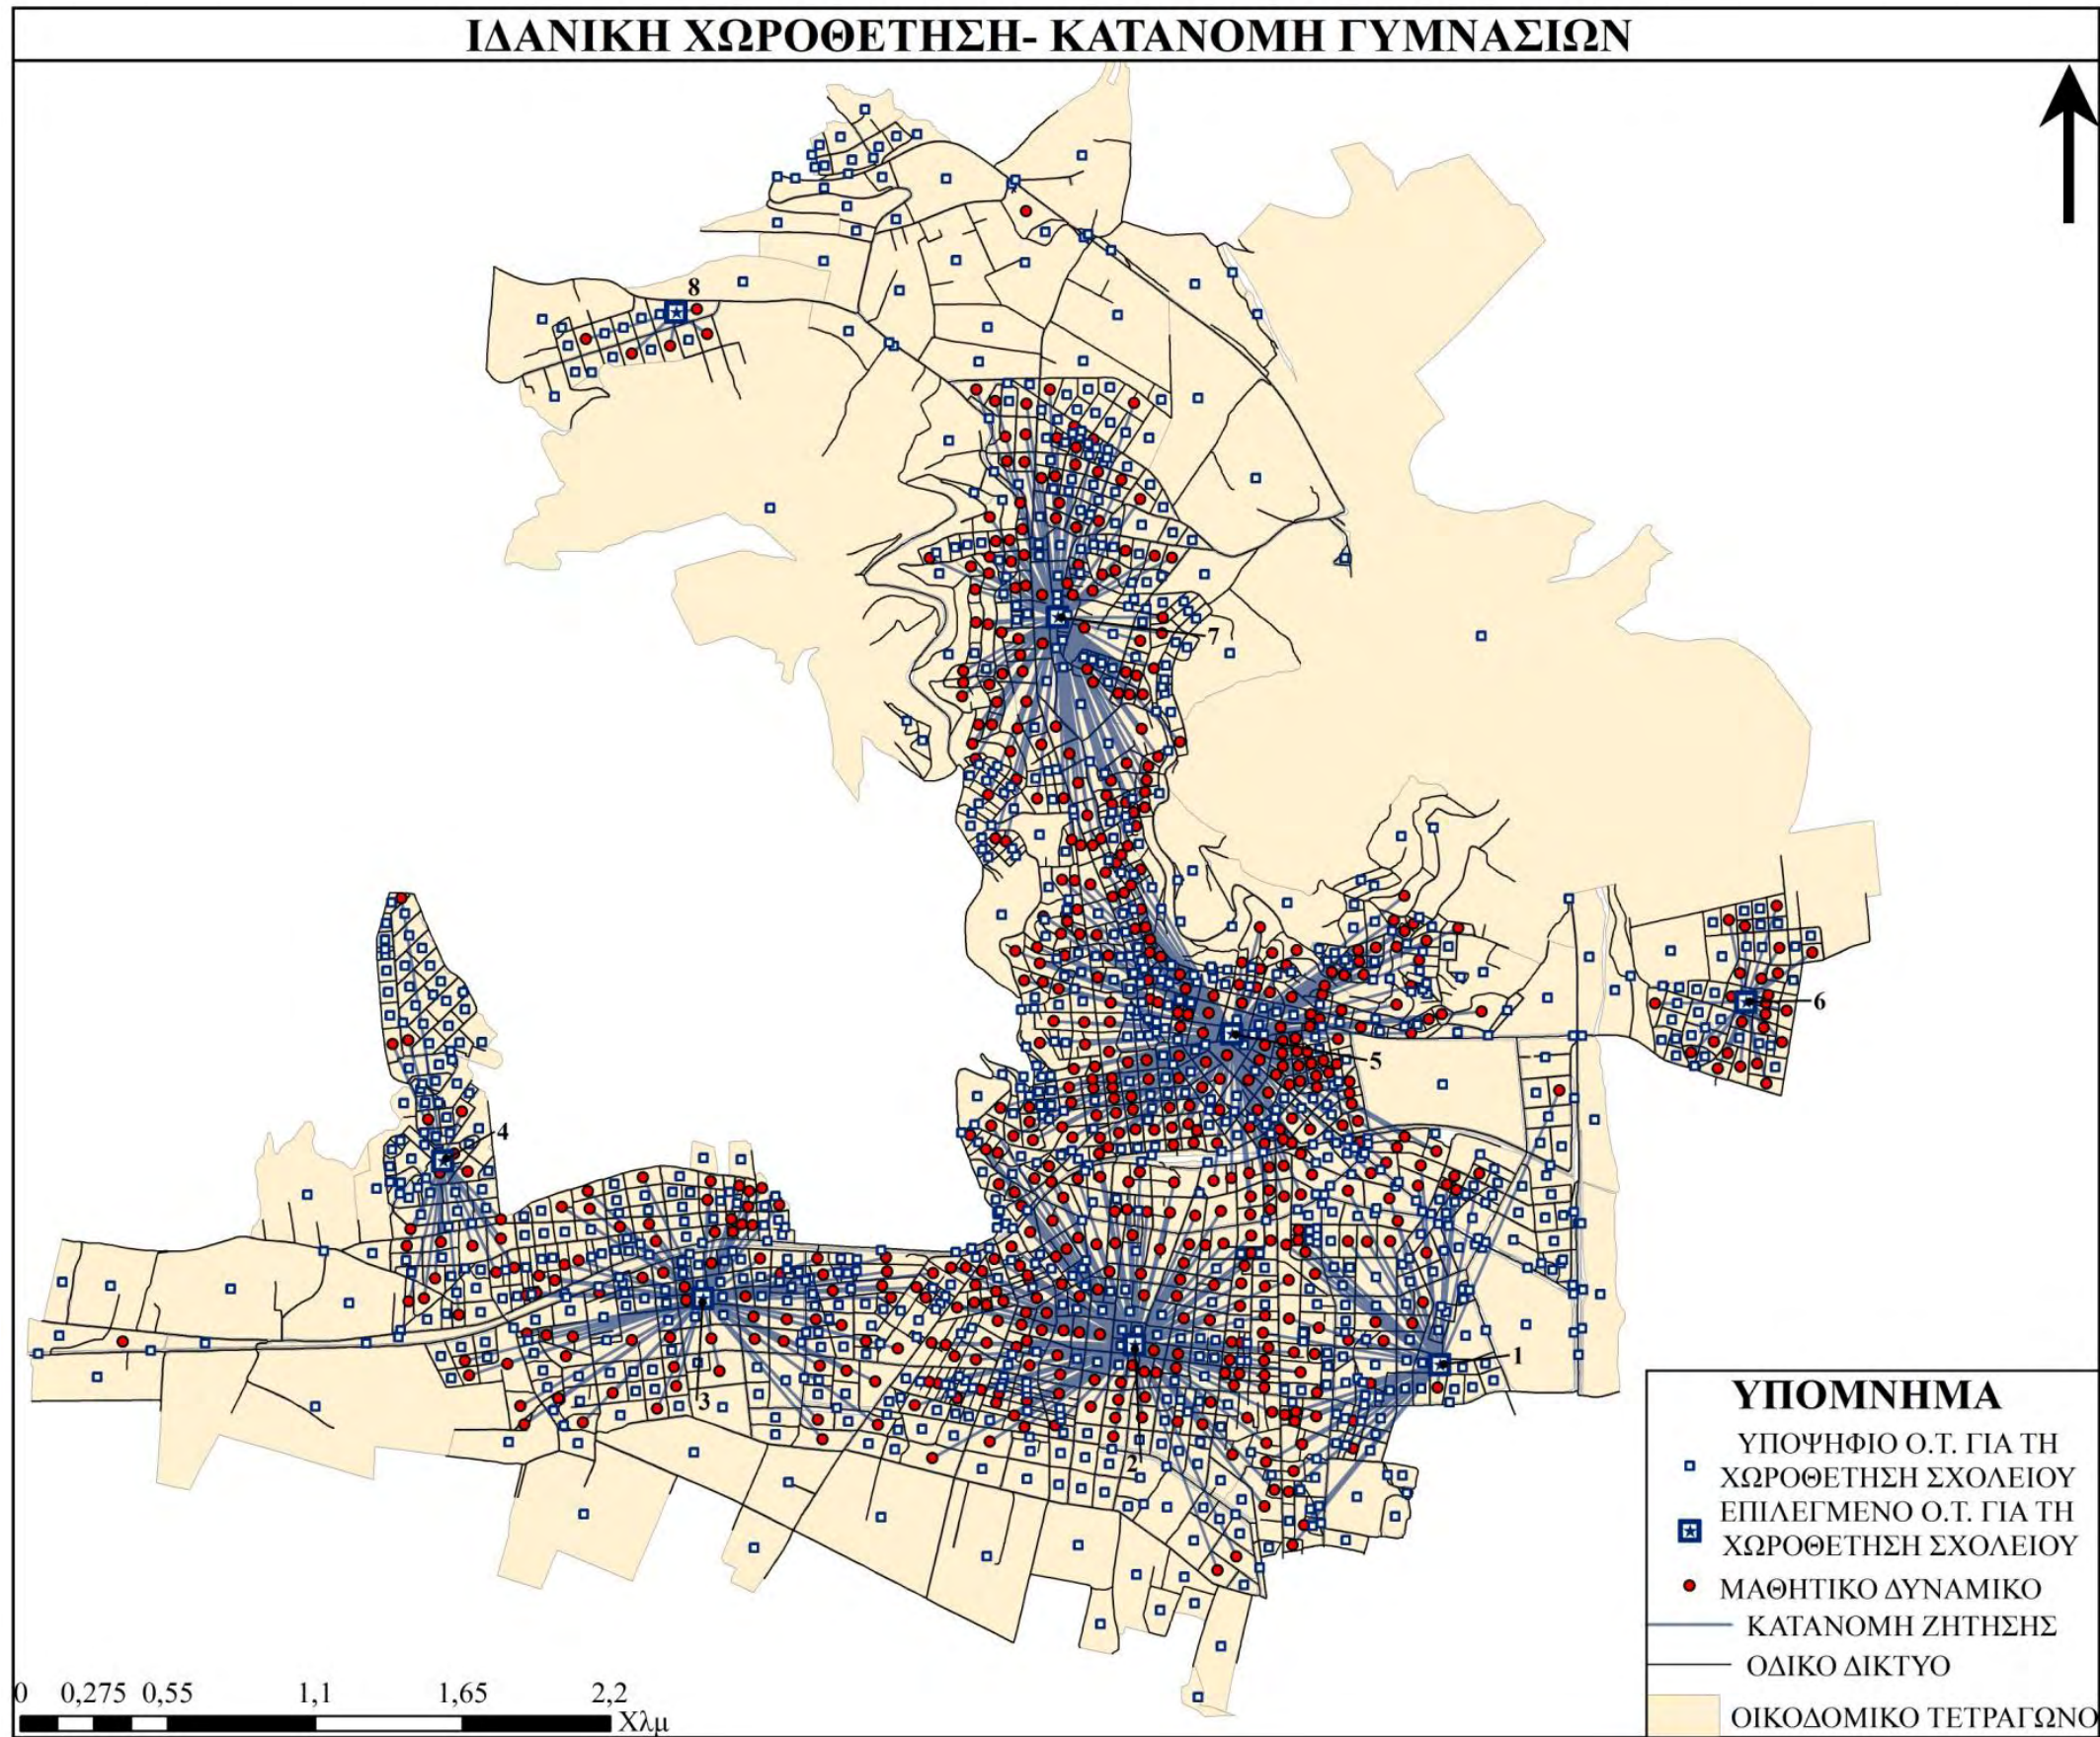 ΙΔΑΝΙΚΗ ΧΩΡΟΘΕΤΗΣΗ- ΚΑΤΑΝΟΜΗ ΓΥΜΝΑΣΙΩΝ
8
7
6
5
4
1
3
2
ΥΠΟΜΝΗΜΑ
ΥΠΟΨΗΦΙΟ Ο.Τ. ΓΙΑ ΤΗ
ΧΩΡΟΘΕΤΗΣΗ ΣΧΟΛΕΙΟΥ
ΕΠΙΛΕΓΜΕΝΟ Ο.Τ. ΓΙΑ ΤΗ
ΧΩΡΟΘΕΤΗΣΗ ΣΧΟΛΕΙΟΥ
ΜΑΘΗΤΙΚΟ ΔΥΝΑΜΙΚΟ
ΚΑΤΑΝΟΜΗ ΖΗΤΗΣΗΣ
ΟΔΙΚΟ ΔΙΚΤΥΟ
ΟΙΚΟΔΟΜΙΚΟ ΤΕΤΡΑΓΩΝΟ
0 0,275 0,55 1,1 1,65 2,2
Χλμ